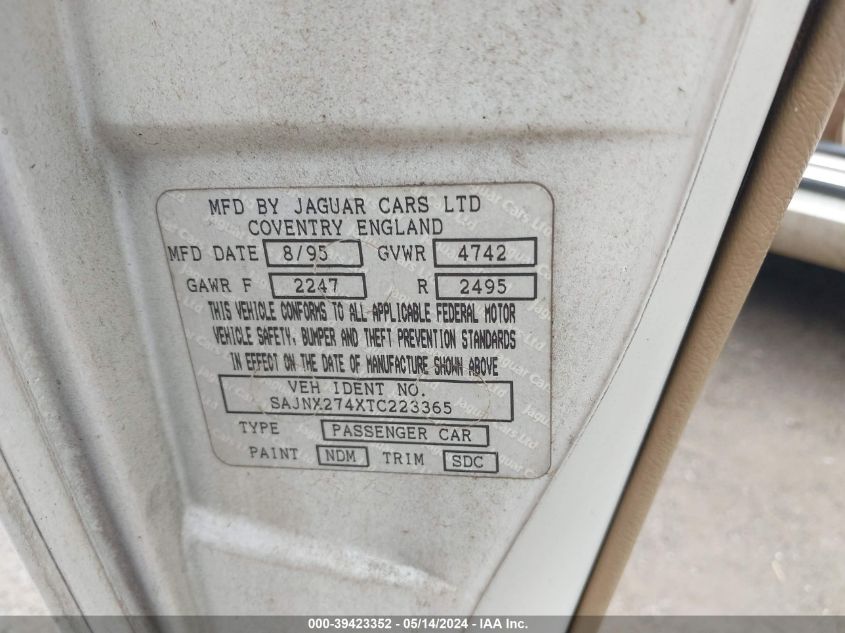 MFD BY JAGUAR CARS LTD
COVENTRY ENGLAND
MFD DATE 8/95 GVWR 4742
GAWR F 2247 R 2495
THIS VEHICLE CONFORMS TO ALL APPLICABLE FEDERAL MOTOR
VEHICLE SAFETY, BUMPER AND THEFT PREVENTION STANDARDS
IN EFFECT ON THE DATE OF MANUFACTURE SHOWN ABOVE
VEH IDENT NO.
SAJNX274XTC223365
TYPE PASSENGER CAR
PAINT NDM TRIM SDC
Jaguar Cars Ltd
000-39423352 - 05/14/2024 - IAA Inc.